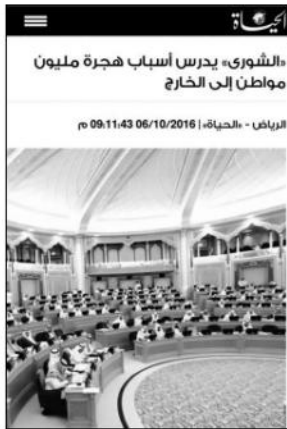 الحياة
«الشورى» يدرس أسباب هجرة مليون
مواطن إلى الخارج
الرياض - «الحياة» | 06/10/2016 09:11:43 م